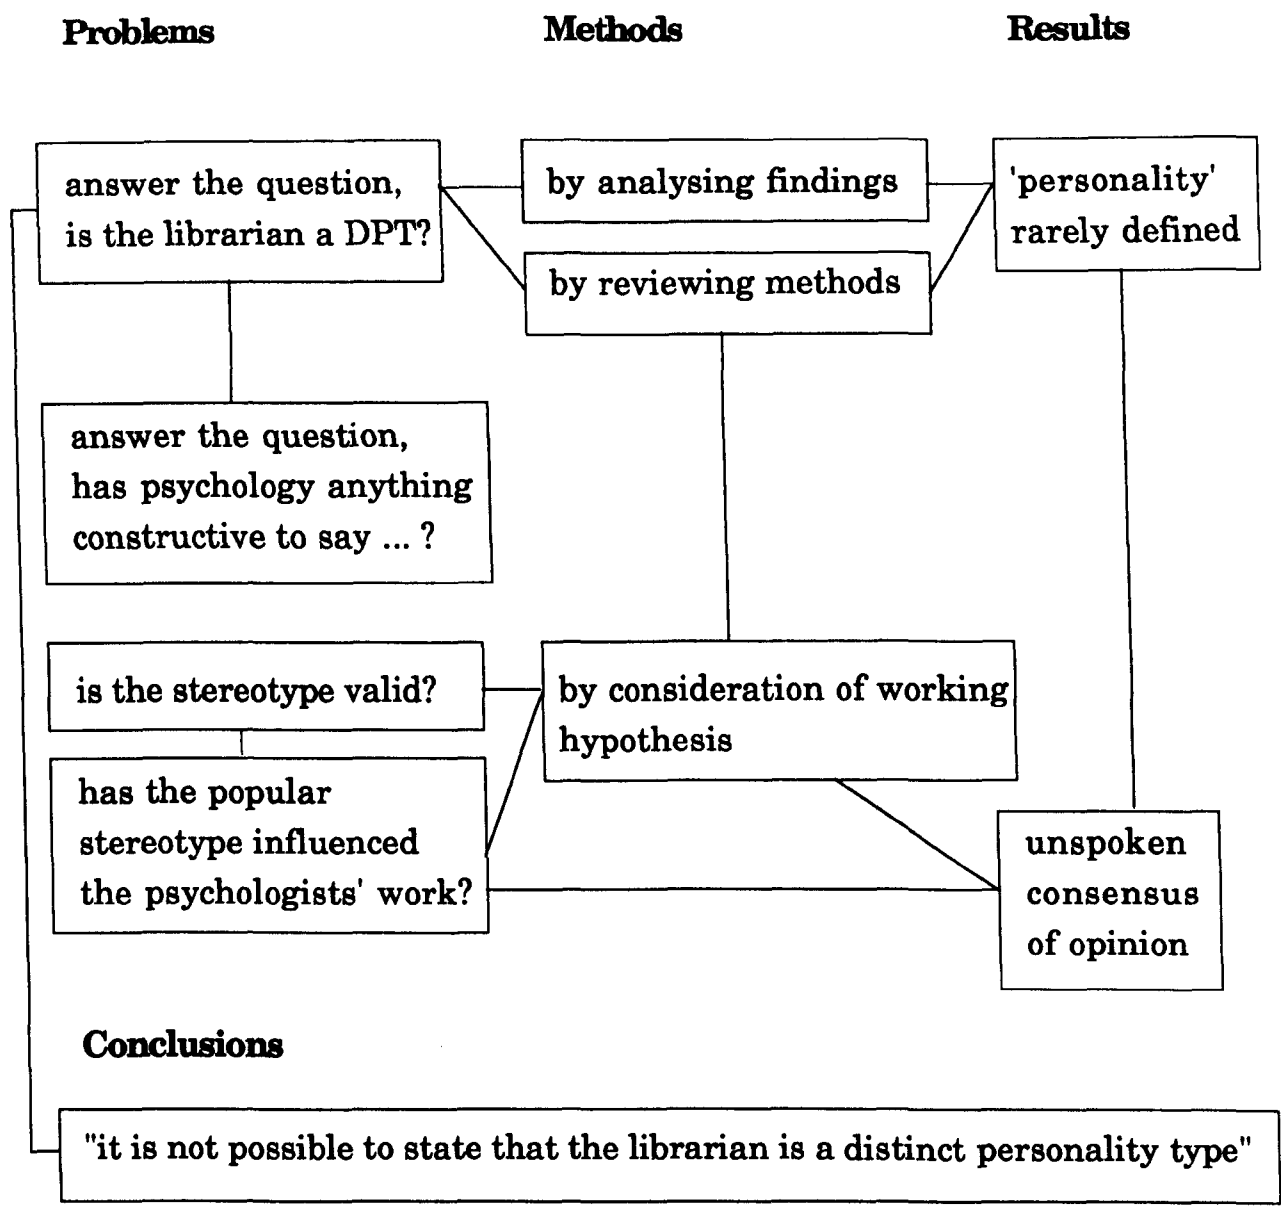 Problems
Methods
Results
answer the question,
is the librarian a DPT?
by analysing findings
by reviewing methods
'personality'
rarely defined
answer the question,
has psychology anything
constructive to say ... ?
is the stereotype valid?
has the popular
stereotype influenced
the psychologists' work?
by consideration of working
hypothesis
unspoken
consensus
of opinion
Conclusions
"it is not possible to state that the librarian is a distinct personality type"